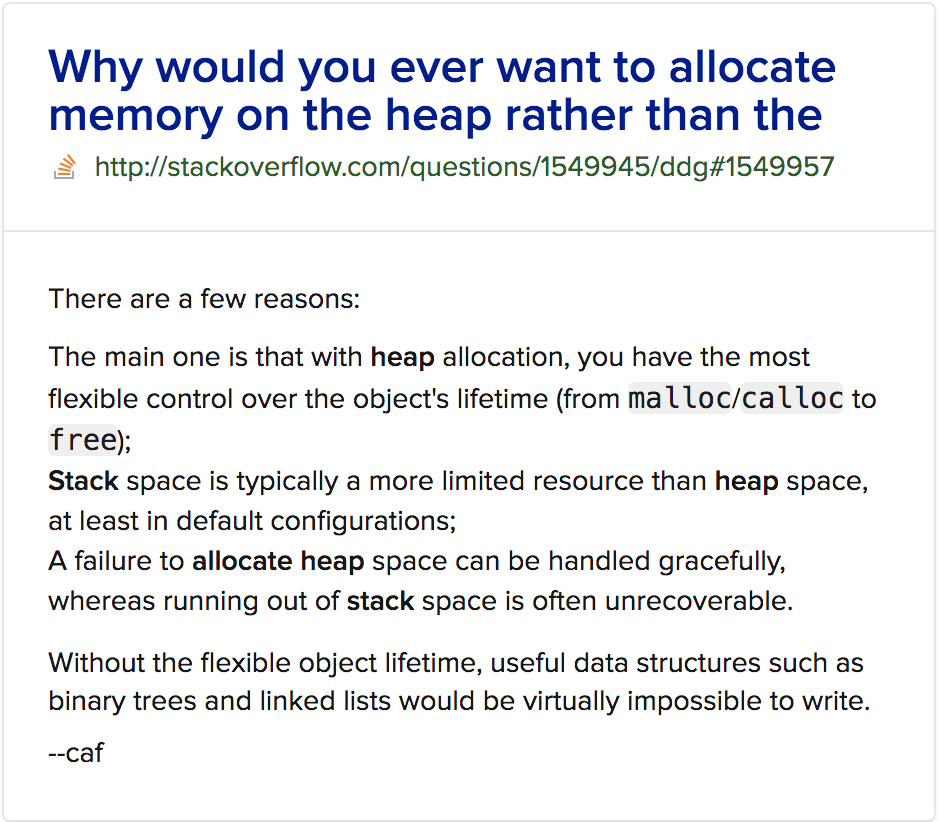 Why would you ever want to allocate
memory on the heap rather than the
http://stackoverflow.com/questions/1549945/ddg#1549957
There are a few reasons:
The main one is that with heap allocation, you have the most
flexible control over the object's lifetime (from malloc/calloc to
free);
Stack space is typically a more limited resource than heap space,
at least in default configurations;
A failure to allocate heap space can be handled gracefully,
whereas running out of stack space is often unrecoverable.
Without the flexible object lifetime, useful data structures such as
binary trees and linked lists would be virtually impossible to write.
--caf